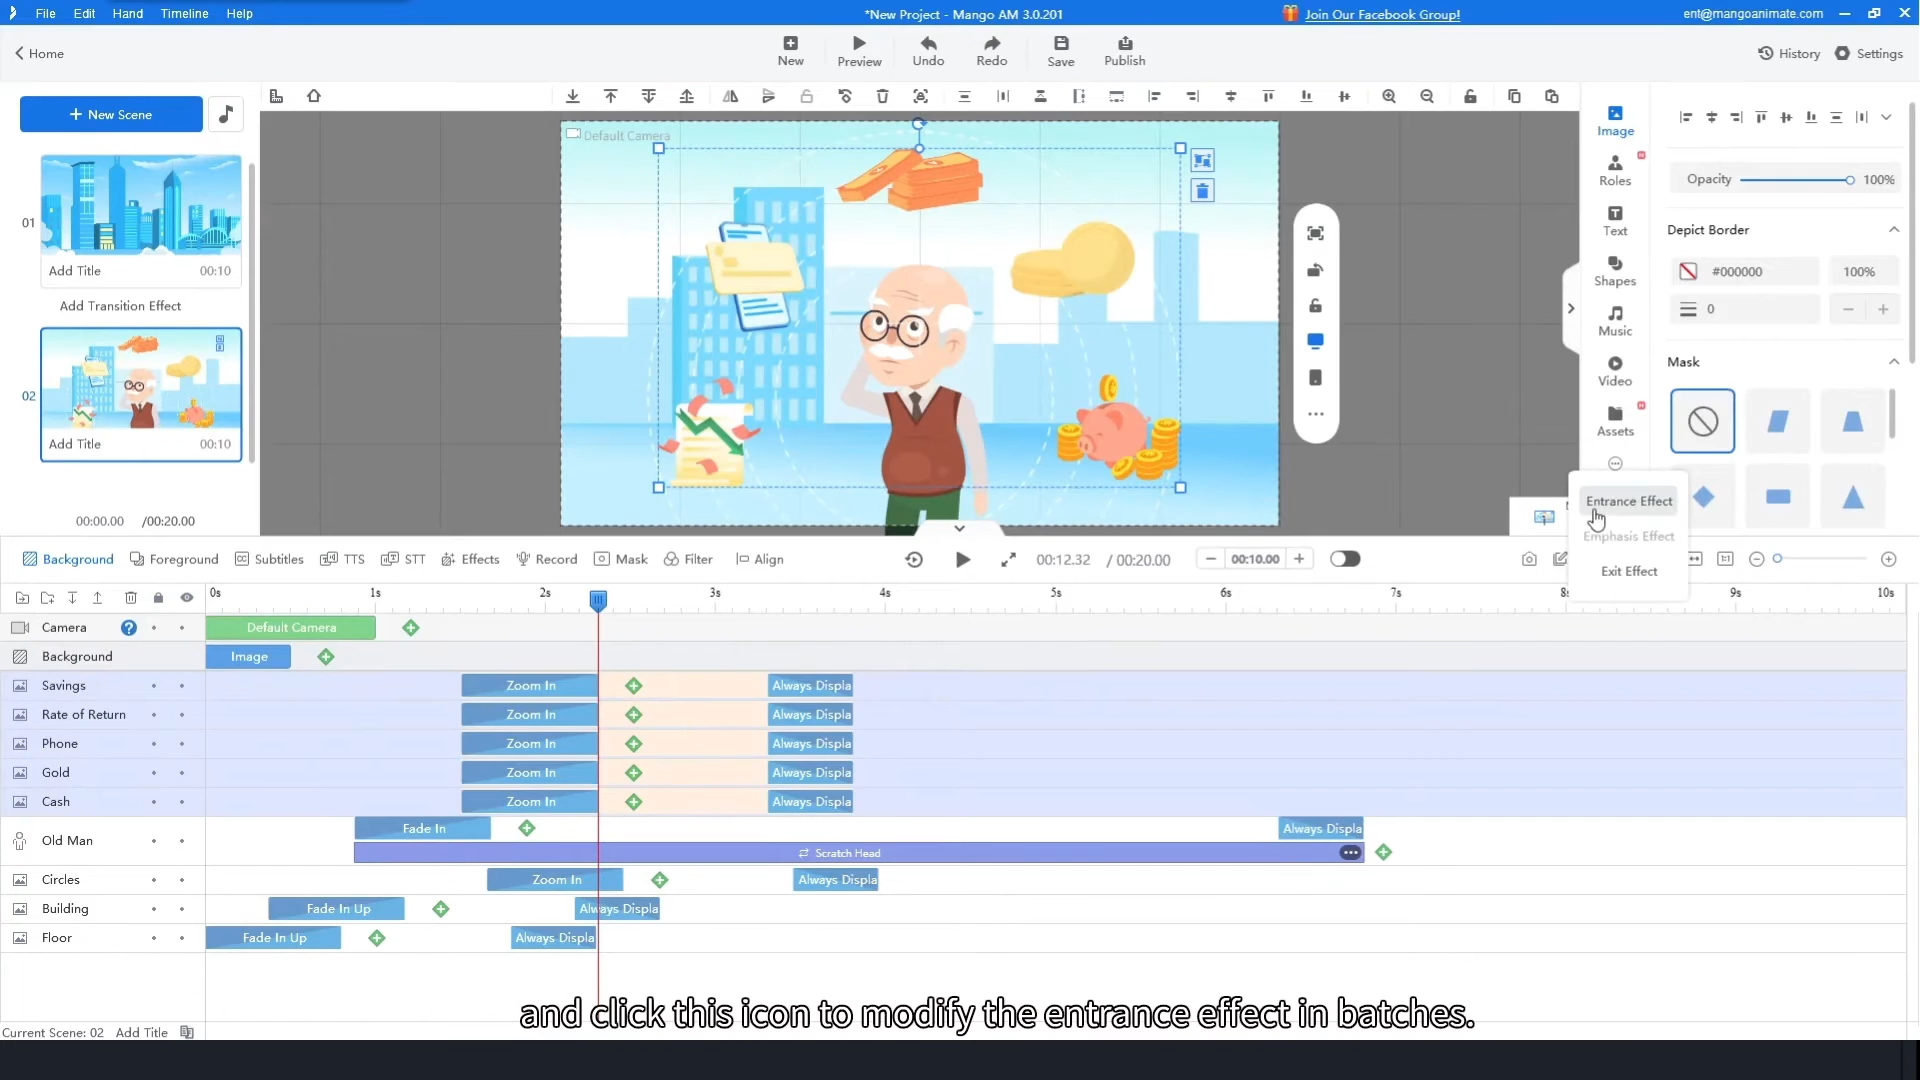 File Edit Hand Timeline Help
*New Project - Mango AM 3.0.201
Join Our Facebook Group!
ent@mangoanimate.com
Home
New Preview Undo Redo Save Publish
History Settings
+ New Scene
Default Camera
01
Add Title 00:10
Add Transition Effect
02
Add Title 00:10
00:00.00 /00:20.00
Image
Roles
Text
Shapes
Music
Video
Assets
Opacity 100%
Depict Border
#000000 100%
0
Mask
Entrance Effect
Emphasis Effect
Exit Effect
Background Foreground Subtitles TTS STT Effects Record Mask Filter Align
00:12.32 / 00:20.00
00:10.00
0s 1s 2s 3s 4s 5s 6s 7s 8s 9s 10s
Camera Default Camera
Background Image
Savings Zoom In Always Displa
Rate of Return Zoom In Always Displa
Phone Zoom In Always Displa
Gold Zoom In Always Displa
Cash Zoom In Always Displa
Old Man Fade In Always Displa
Scratch Head
Circles Zoom In Always Displa
Building Fade In Up Always Displa
Floor Fade In Up Always Displa
and click this icon to modify the entrance effect in batches.
Current Scene: 02 Add Title